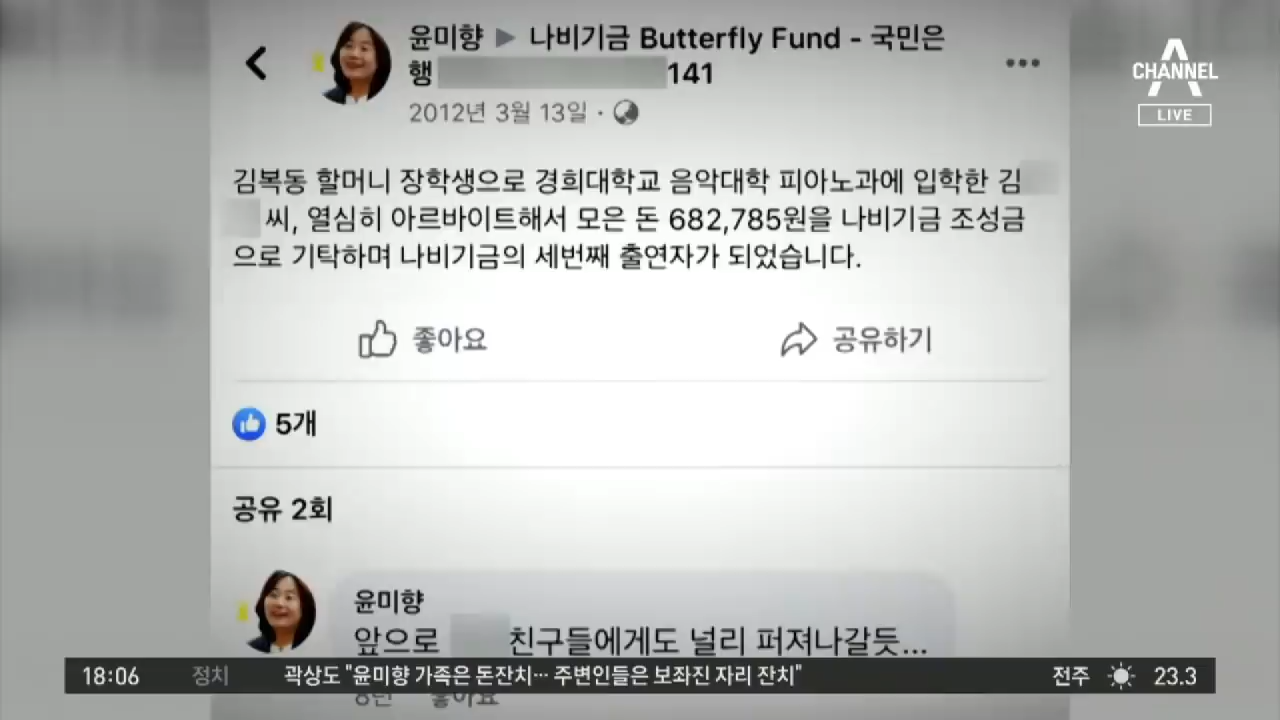 윤미향 ▶ 나비기금 Butterfly Fund - 국민은
행 141
2012년 3월 13일 ·
CHANNEL A
LIVE
김복동 할머니 장학생으로 경희대학교 음악대학 피아노과에 입학한 김
씨, 열심히 아르바이트해서 모은 돈 682,785원을 나비기금 조성금
으로 기탁하며 나비기금의 세번째 출연자가 되었습니다.
좋아요 공유하기
5개
공유 2회
윤미향
앞으로 친구들에게도 널리 퍼져나갈듯...
18:06 정치 곽상도 "윤미향 가족은 돈잔치… 주변인들은 보좌진 자리 잔치" 전주 23.3
8년 좋아요